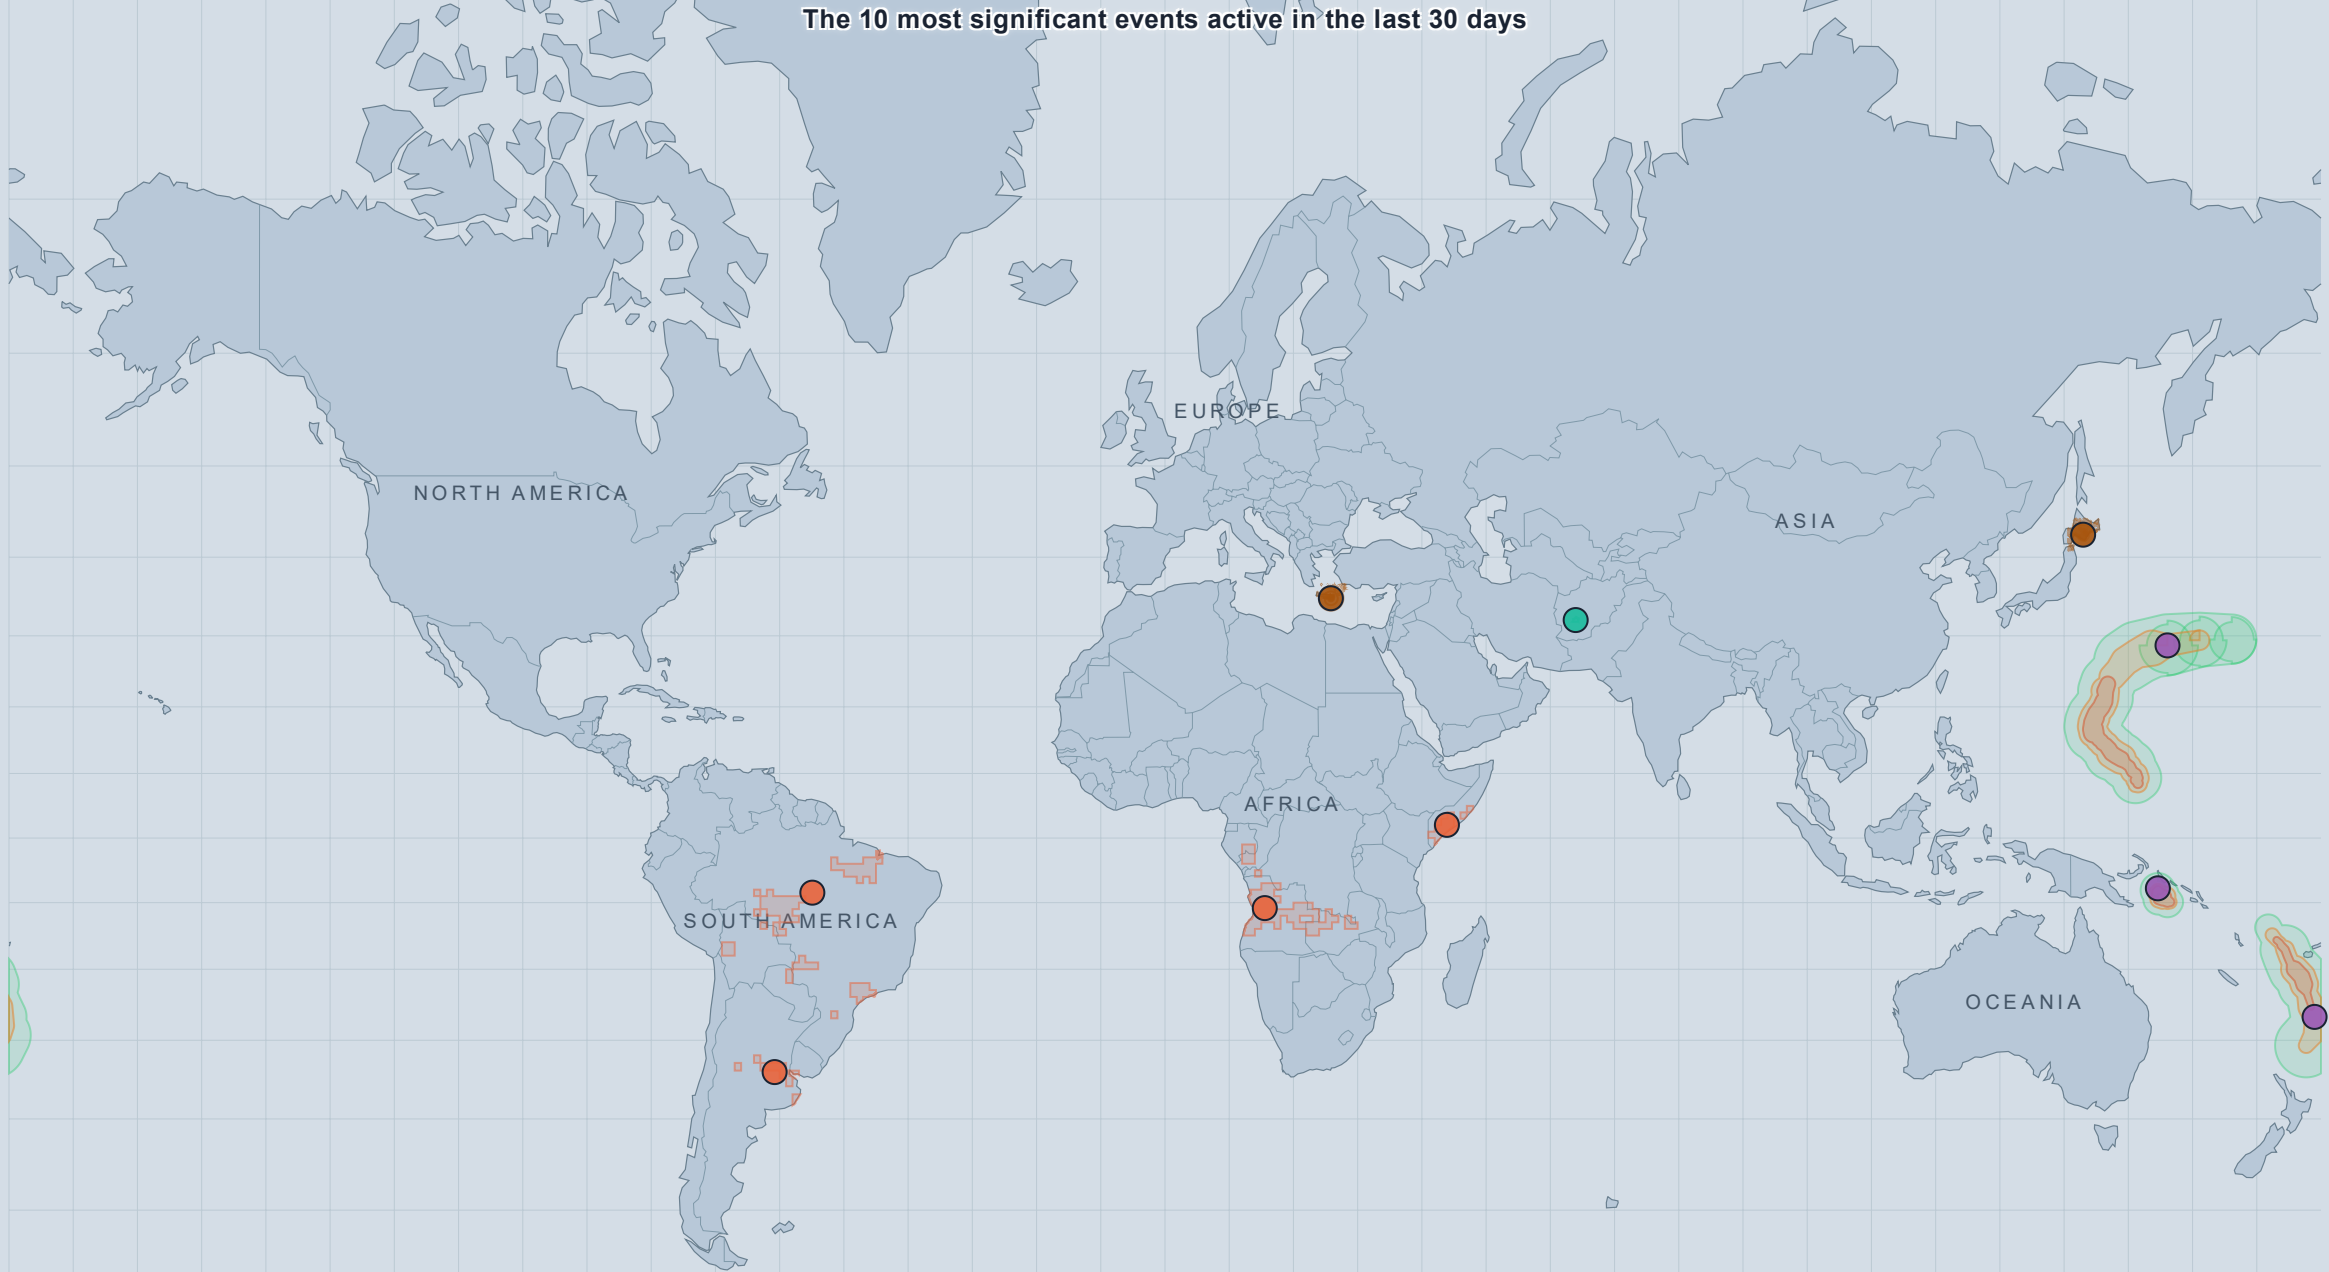 The 10 most significant events active in the last 30 days
EUROPE
NORTH AMERICA
ASIA
AFRICA
SOUTH AMERICA
OCEANIA